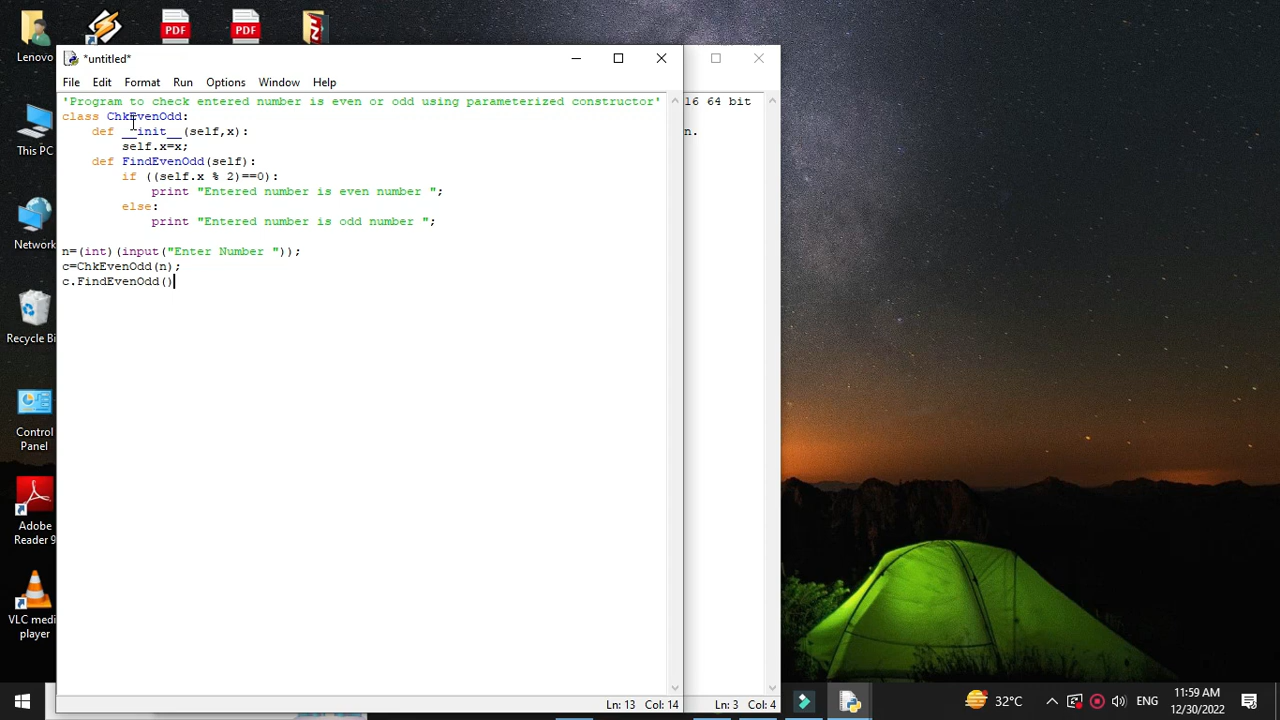 PDF
PDF
Lenovo
This PC
Network
Recycle Bi
Control
Panel
Adobe
Reader 9
VLC medi
player
*untitled*
File Edit Format Run Options Window Help
'Program to check entered number is even or odd using parameterized constructor'
class ChkEvenOdd:
def __init__(self,x):
self.x=x;
def FindEvenOdd(self):
if ((self.x % 2)==0):
print "Entered number is even number ";
else:
print "Entered number is odd number ";
n=(int)(input("Enter Number "));
c=ChkEvenOdd(n);
c.FindEvenOdd()
Ln: 13 Col: 14
16 64 bit
n.
Ln: 3 Col: 4
32°C
ENG
11:59 AM
12/30/2022